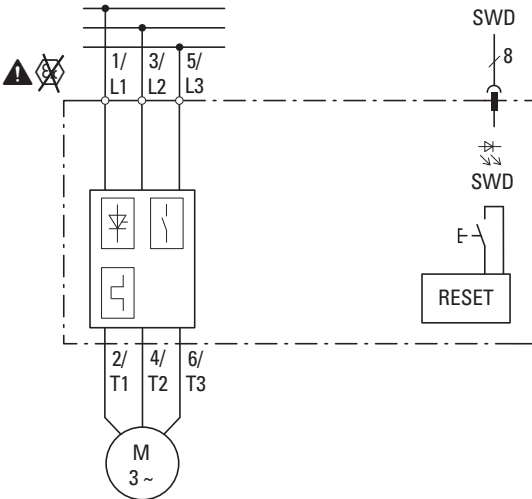 SWD
8
1/ 3/ 5/
L1 L2 L3
SWD
RESET
2/ 4/ 6/
T1 T2 T3
M
3 ~